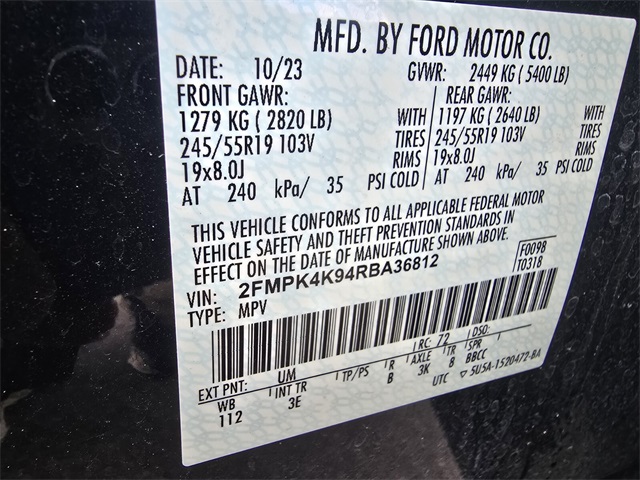 MFD. BY FORD MOTOR CO.
DATE: 10/23 GVWR: 2449 KG ( 5400 LB)
FRONT GAWR: REAR GAWR:
1279 KG ( 2820 LB) WITH 1197 KG ( 2640 LB) WITH
245/55R19 103V TIRES 245/55R19 103V TIRES
19x8.0J RIMS 19x8.0J RIMS
AT 240 kPa/ 35 PSI COLD AT 240 kPa/ 35 PSI COLD
THIS VEHICLE CONFORMS TO ALL APPLICABLE FEDERAL MOTOR
VEHICLE SAFETY AND THEFT PREVENTION STANDARDS IN
EFFECT ON THE DATE OF MANUFACTURE SHOWN ABOVE.
VIN: 2FMPK4K94RBA36812 F0098
TYPE: MPV T0318
EXT PNT: UM RC: 72 DSO:
WB INT TR TP/PS R AXLE TR SPR
112 3E B 3K 8 BBCC
UTC ▽ 5U5A-1520472-BA